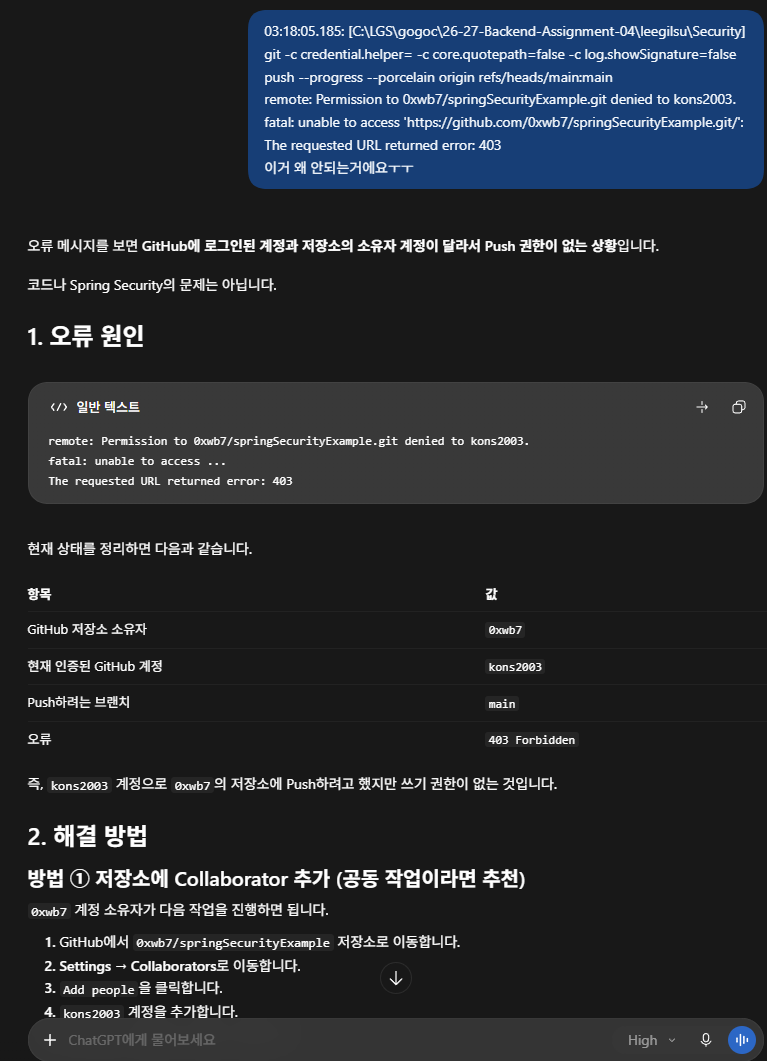 03:18:05.185: [C:\LGS\gogoc\26-27-Backend-Assignment-04\leegilsu\Security]
git -c credential.helper= -c core.quotepath=false -c log.showSignature=false
push --progress --porcelain origin refs/heads/main:main
remote: Permission to 0xwb7/springSecurityExample.git denied to kons2003.
fatal: unable to access 'https://github.com/0xwb7/springSecurityExample.git/':
The requested URL returned error: 403
이거 왜 안되는거에요ㅜㅜ
오류 메시지를 보면 GitHub에 로그인된 계정과 저장소의 소유자 계정이 달라서 Push 권한이 없는 상황입니다.
코드나 Spring Security의 문제는 아닙니다.
1. 오류 원인
</> 일반 텍스트
remote: Permission to 0xwb7/springSecurityExample.git denied to kons2003.
fatal: unable to access ...
The requested URL returned error: 403
현재 상태를 정리하면 다음과 같습니다.
항목 값
GitHub 저장소 소유자 0xwb7
현재 인증된 GitHub 계정 kons2003
Push하려는 브랜치 main
오류 403 Forbidden
즉, kons2003 계정으로 0xwb7의 저장소에 Push하려고 했지만 쓰기 권한이 없는 것입니다.
2. 해결 방법
방법 ① 저장소에 Collaborator 추가 (공동 작업이라면 추천)
0xwb7 계정 소유자가 다음 작업을 진행하면 됩니다.
1. GitHub에서 0xwb7/springSecurityExample 저장소로 이동합니다.
2. Settings → Collaborators로 이동합니다.
3. Add people을 클릭합니다.
4. kons2003 계정을 추가합니다.
ChatGPT에게 물어보세요 High